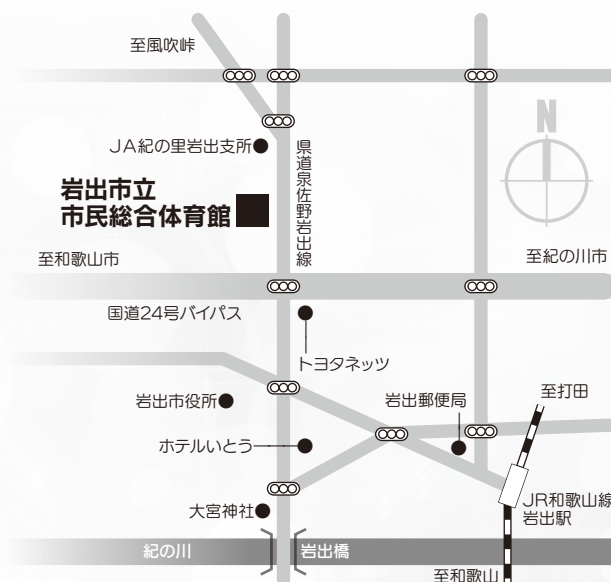 至風吹峠
N
JA紀の里岩出支所
県道泉佐野岩出線
岩出市立
市民総合体育館
至和歌山市
至紀の川市
国道24号バイパス
トヨタネッツ
至打田
岩出市役所
岩出郵便局
ホテルいとう
JR和歌山線
岩出駅
大宮神社
紀の川
岩出橋
至和歌山